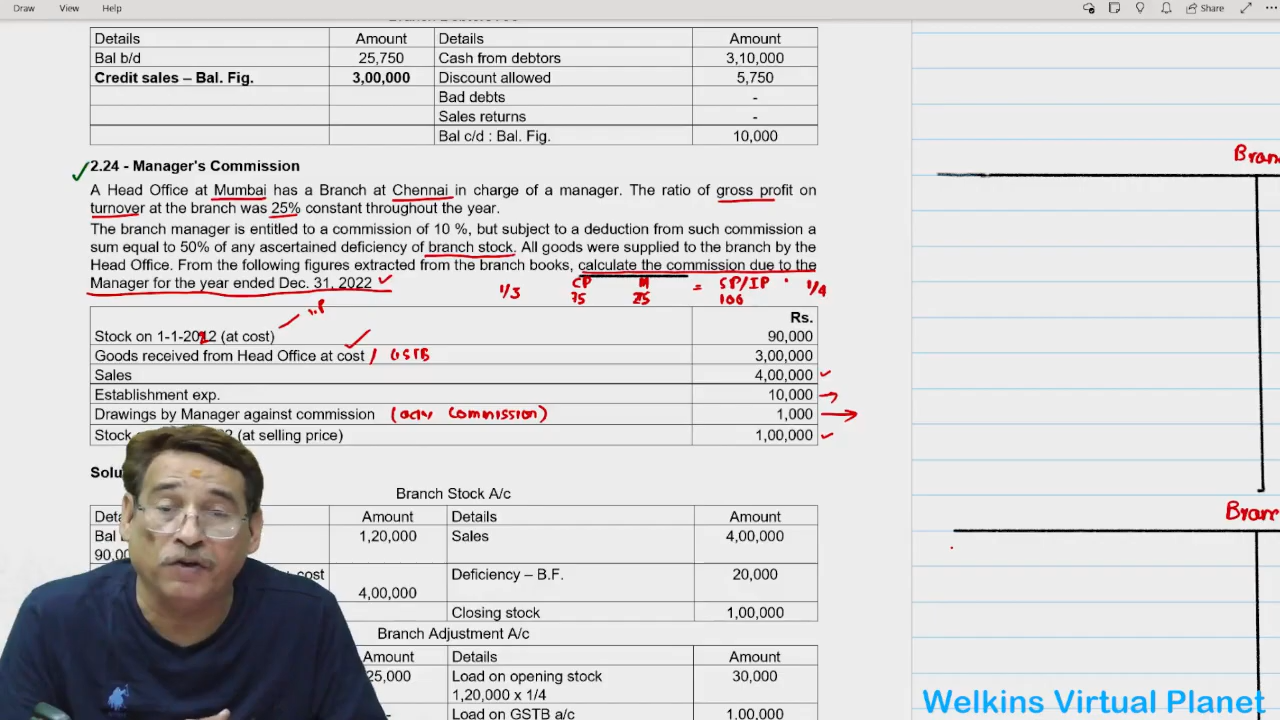 Draw View Help Share
Details Amount Details Amount
Bal b/d 25,750 Cash from debtors 3,10,000
Credit sales – Bal. Fig. 3,00,000 Discount allowed 5,750
Bad debts -
Sales returns -
Bal c/d : Bal. Fig. 10,000
2.24 - Manager's Commission
Bran
A Head Office at Mumbai has a Branch at Chennai in charge of a manager. The ratio of gross profit on
turnover at the branch was 25% constant throughout the year.
The branch manager is entitled to a commission of 10 %, but subject to a deduction from such commission a
sum equal to 50% of any ascertained deficiency of branch stock. All goods were supplied to the branch by the
Head Office. From the following figures extracted from the branch books, calculate the commission due to the
Manager for the year ended Dec. 31, 2022
1/3 CP M = SP/IP 1/4
75 25 100
Rs.
Stock on 1-1-2022 (at cost) 90,000
Goods received from Head Office at cost / GSTB 3,00,000
Sales 4,00,000
Establishment exp. 10,000
Drawings by Manager against commission (adv. commission) 1,000
Stock (at selling price) 1,00,000
Branch Stock A/c
Amount Details Amount
Bran
1,20,000 Sales 4,00,000
90,00
cost Deficiency – B.F. 20,000
4,00,000
Closing stock 1,00,000
Branch Adjustment A/c
Amount Details Amount
25,000 Load on opening stock 30,000
1,20,000 x 1/4
- Load on GSTB a/c 1,00,000
Welkins Virtual Planet